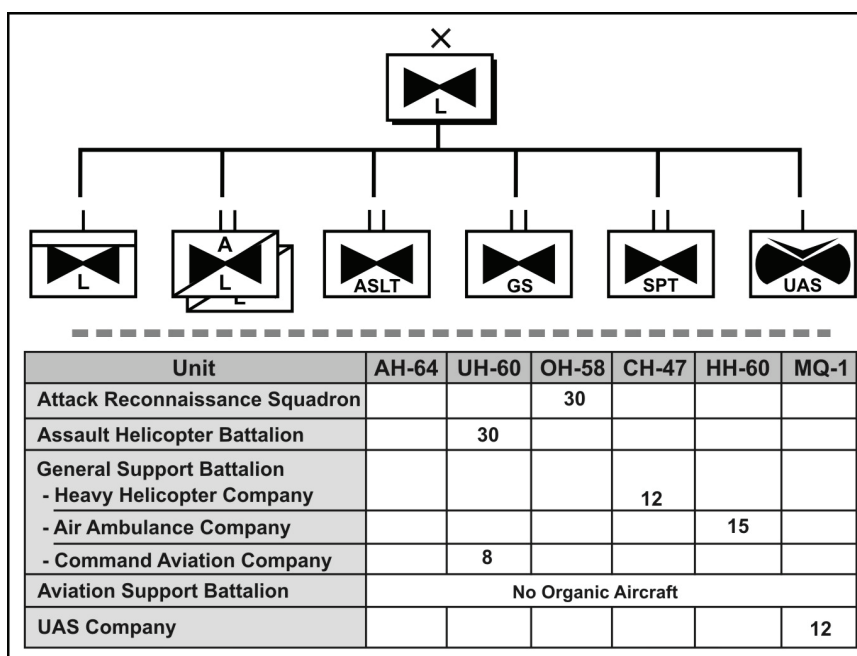 X
L
L
A
L
L
ASLT
GS
SPT
UAS
Unit AH-64 UH-60 OH-58 CH-47 HH-60 MQ-1
Attack Reconnaissance Squadron 30
Assault Helicopter Battalion 30
General Support Battalion
- Heavy Helicopter Company 12
- Air Ambulance Company 15
- Command Aviation Company 8
Aviation Support Battalion No Organic Aircraft
UAS Company 12